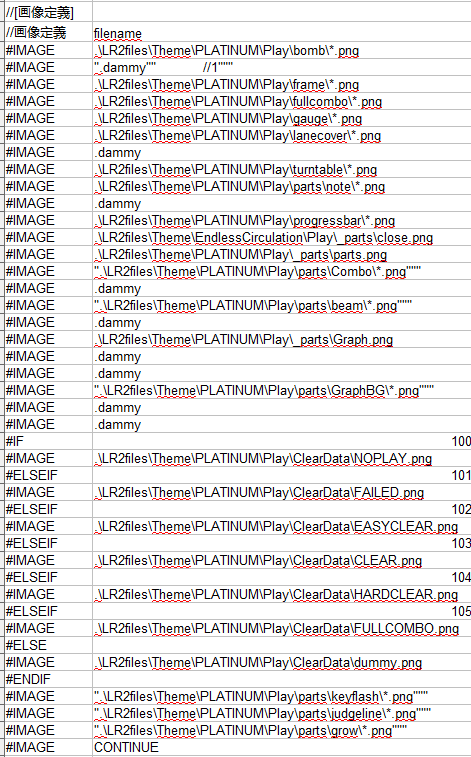 //[画像定義]
//画像定義 filename
#IMAGE .\LR2files\Theme\PLATINUM\Play\bomb\*.png
#IMAGE ".dammy"" //1"""
#IMAGE .\LR2files\Theme\PLATINUM\Play\frame\*.png
#IMAGE .\LR2files\Theme\PLATINUM\Play\fullcombo\*.png
#IMAGE .\LR2files\Theme\PLATINUM\Play\gauge\*.png
#IMAGE .\LR2files\Theme\PLATINUM\Play\lanecover\*.png
#IMAGE .dammy
#IMAGE .\LR2files\Theme\PLATINUM\Play\turntable\*.png
#IMAGE .\LR2files\Theme\PLATINUM\Play\parts\note\*.png
#IMAGE .dammy
#IMAGE .\LR2files\Theme\PLATINUM\Play\progressbar\*.png
#IMAGE .\LR2files\Theme\EndlessCirculation\Play\_parts\close.png
#IMAGE .\LR2files\Theme\PLATINUM\Play\_parts\parts.png
#IMAGE ".\LR2files\Theme\PLATINUM\Play\parts\Combo\*.png"""
#IMAGE .dammy
#IMAGE ".\LR2files\Theme\PLATINUM\Play\parts\beam\*.png"""
#IMAGE .dammy
#IMAGE .\LR2files\Theme\PLATINUM\Play\_parts\Graph.png
#IMAGE .dammy
#IMAGE .dammy
#IMAGE ".\LR2files\Theme\PLATINUM\Play\parts\GraphBG\*.png"""
#IMAGE .dammy
#IMAGE .dammy
#IF 100
#IMAGE .\LR2files\Theme\PLATINUM\Play\ClearData\NOPLAY.png
#ELSEIF 101
#IMAGE .\LR2files\Theme\PLATINUM\Play\ClearData\FAILED.png
#ELSEIF 102
#IMAGE .\LR2files\Theme\PLATINUM\Play\ClearData\EASYCLEAR.png
#ELSEIF 103
#IMAGE .\LR2files\Theme\PLATINUM\Play\ClearData\CLEAR.png
#ELSEIF 104
#IMAGE .\LR2files\Theme\PLATINUM\Play\ClearData\HARDCLEAR.png
#ELSEIF 105
#IMAGE .\LR2files\Theme\PLATINUM\Play\ClearData\FULLCOMBO.png
#ELSE
#IMAGE .\LR2files\Theme\PLATINUM\Play\ClearData\dummy.png
#ENDIF
#IMAGE ".\LR2files\Theme\PLATINUM\Play\parts\keyflash\*.png"""
#IMAGE ".\LR2files\Theme\PLATINUM\Play\parts\judgeline\*.png"""
#IMAGE ".\LR2files\Theme\PLATINUM\Play\parts\grow\*.png"""
#IMAGE CONTINUE